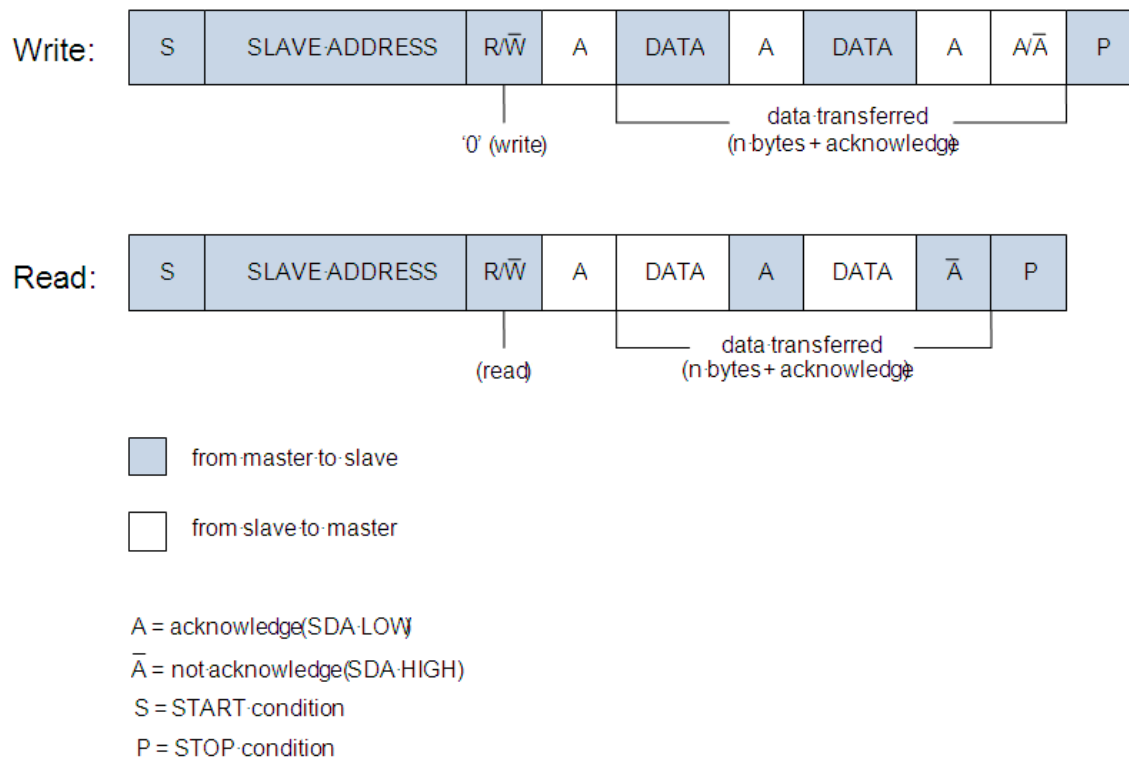 Write: S SLAVE ADDRESS R/W̅ A DATA A DATA A A/A̅ P
'0' (write)
data transferred
(n bytes + acknowledge)
Read: S SLAVE ADDRESS R/W̅ A DATA A DATA A̅ P
(read)
data transferred
(n bytes + acknowledge)
from master to slave
from slave to master
A = acknowledge(SDA LOW)
A̅ = not acknowledge(SDA HIGH)
S = START condition
P = STOP condition